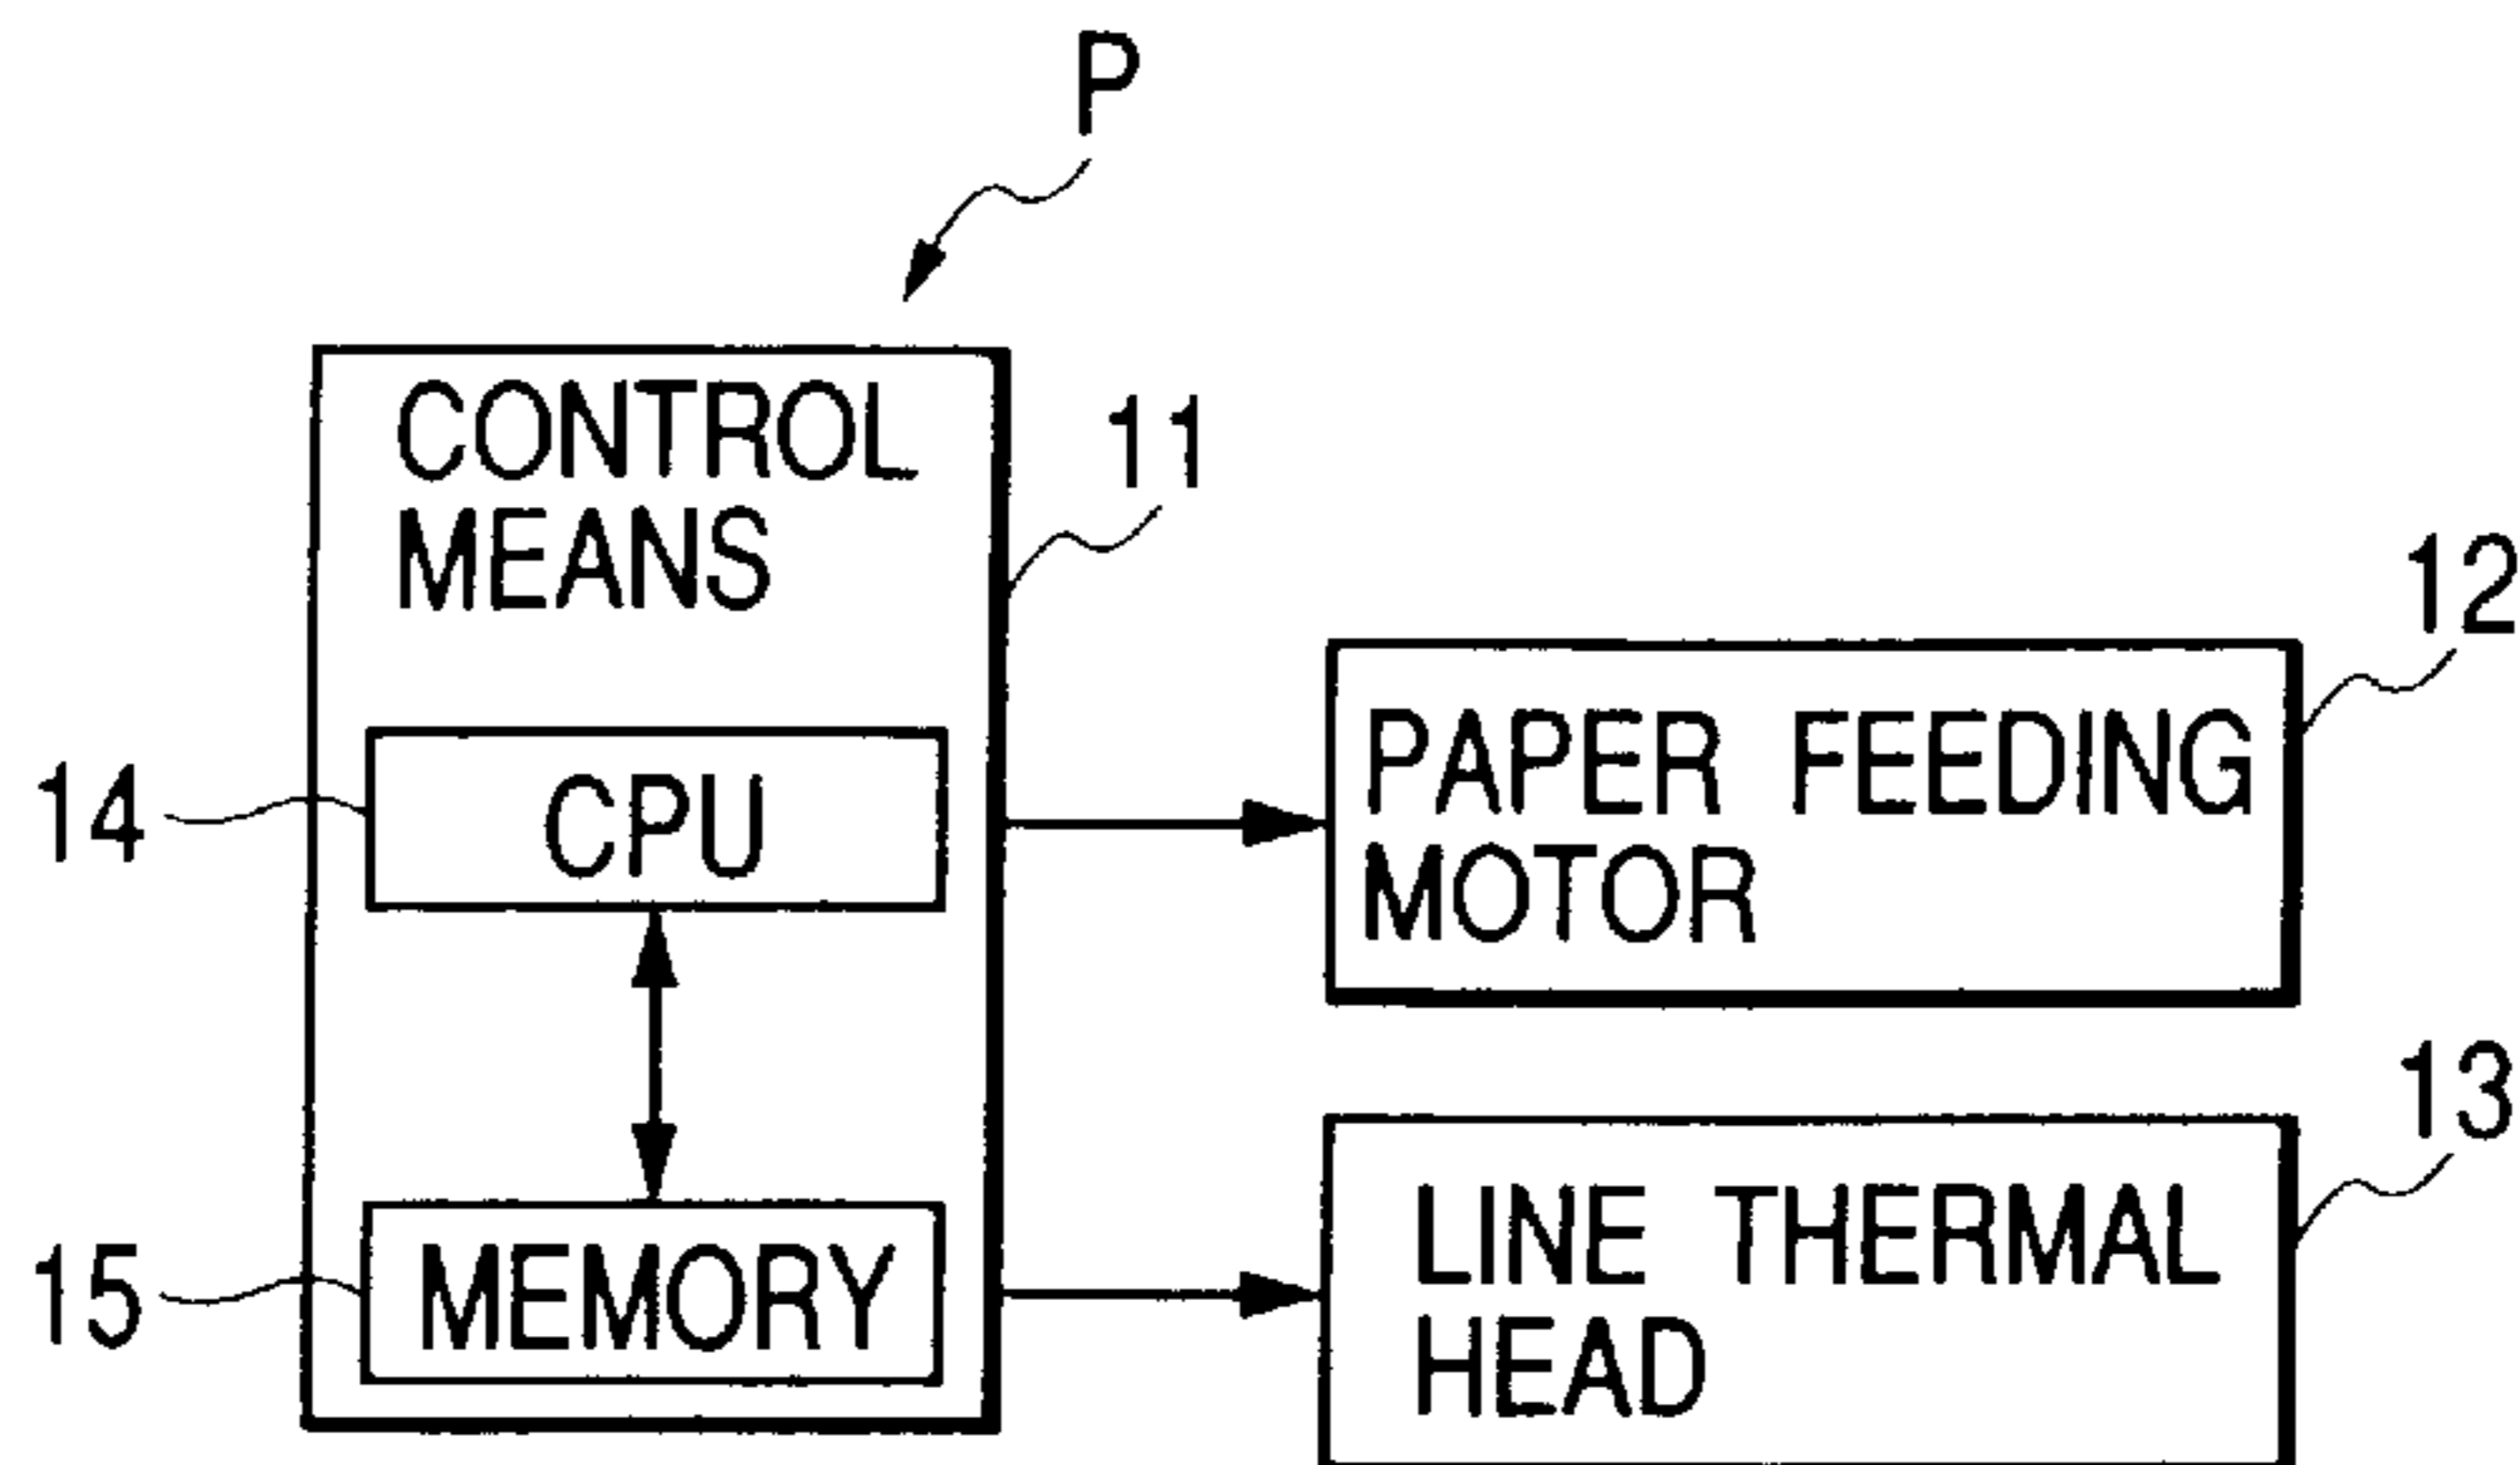 P
CONTROL
MEANS
11
12
14
CPU
PAPER FEEDING
MOTOR
13
15
MEMORY
LINE THERMAL
HEAD